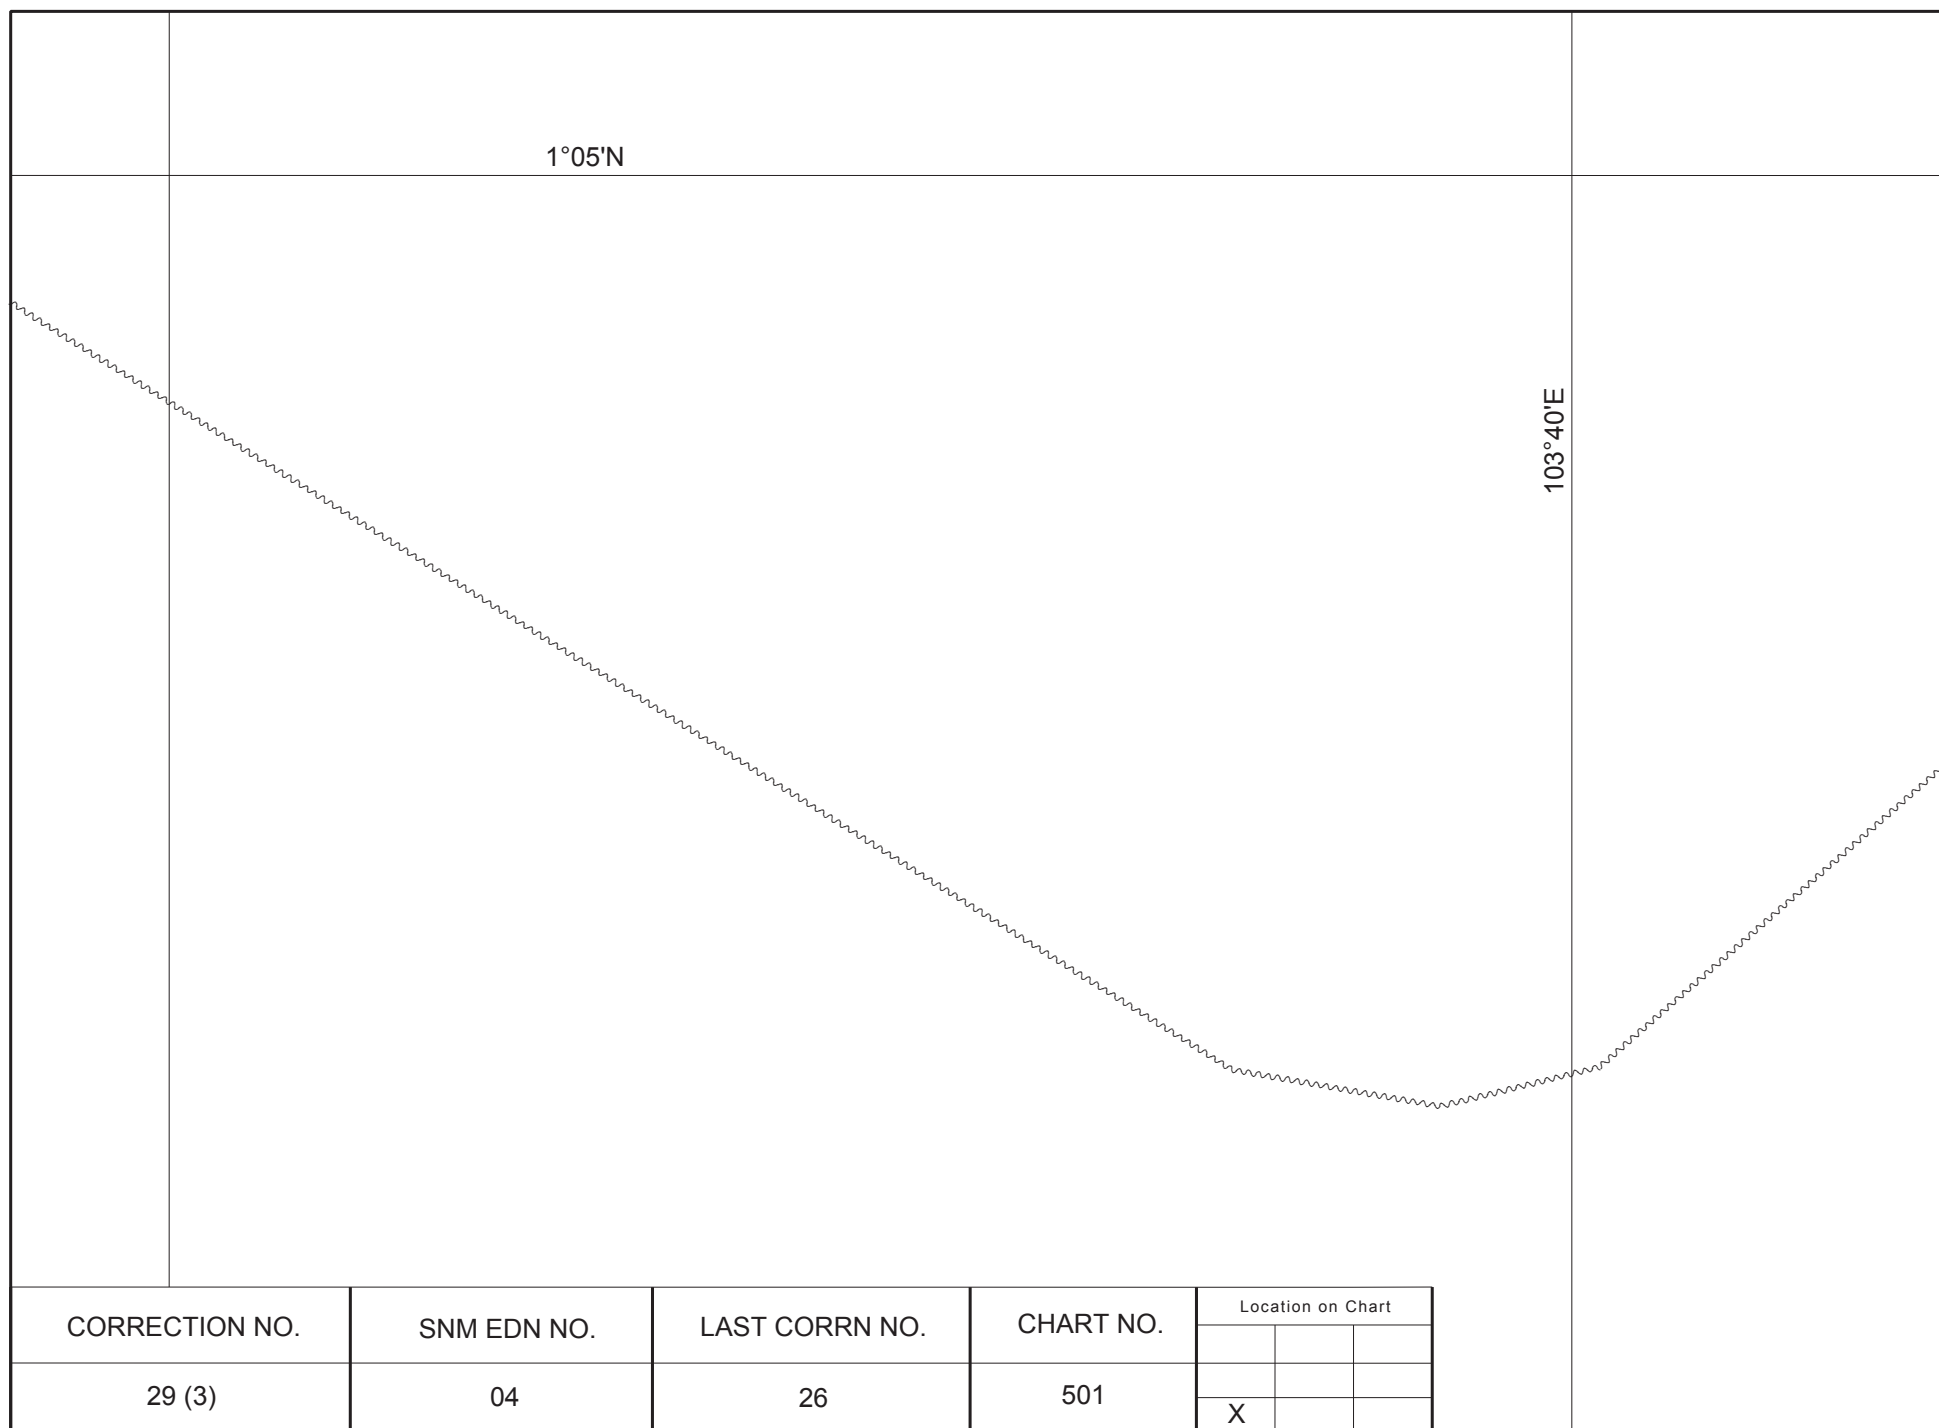 1°05'N
103°40'E
CORRECTION NO. SNM EDN NO. LAST CORRN NO. CHART NO. Location on Chart
29 (3) 04 26 501 X